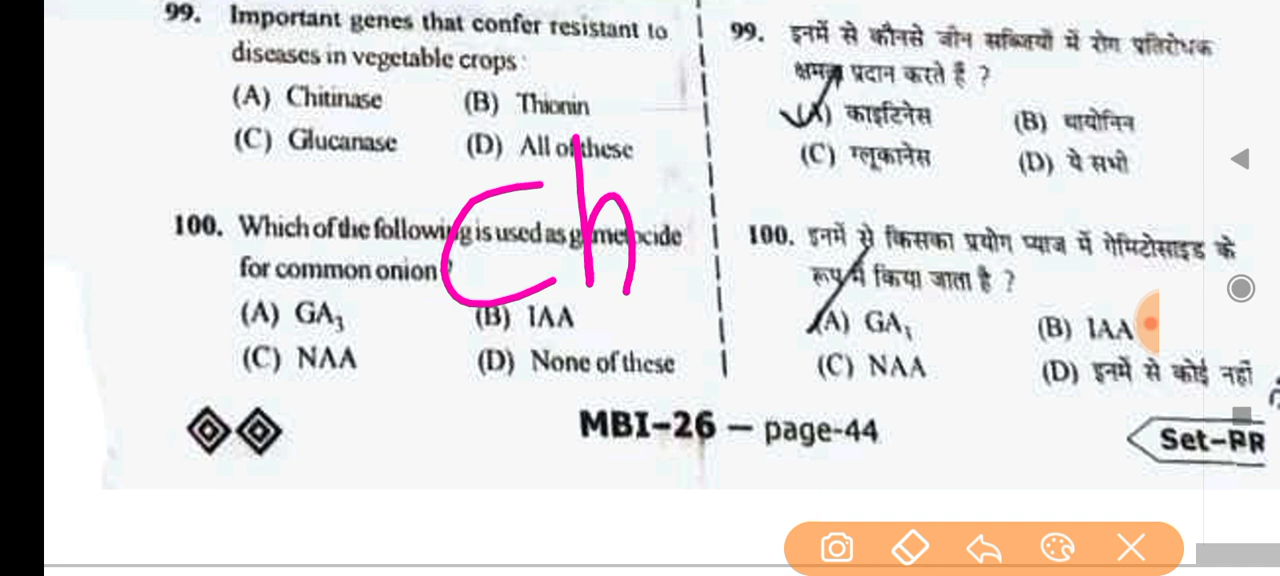 99. Important genes that confer resistant to
diseases in vegetable crops :
(A) Chitinase (B) Thionin
(C) Glucanase (D) All of these
100. Which of the following is used as gametocide
for common onion ?
(A) GA₃ (B) IAA
(C) NAA (D) None of these
Ch
99. इनमें से कौनसे जीन सब्जियों में रोग प्रतिरोधक
क्षमता प्रदान करते हैं ?
(A) काइटिनेस (B) थायोनिन
(C) ग्लूकानेस (D) ये सभी
100. इनमें से किसका प्रयोग प्याज में गेमिटोसाइड के
रूप में किया जाता है ?
(A) GA₃ (B) IAA
(C) NAA (D) इनमें से कोई नहीं
MBI-26 – page-44
Set-PR